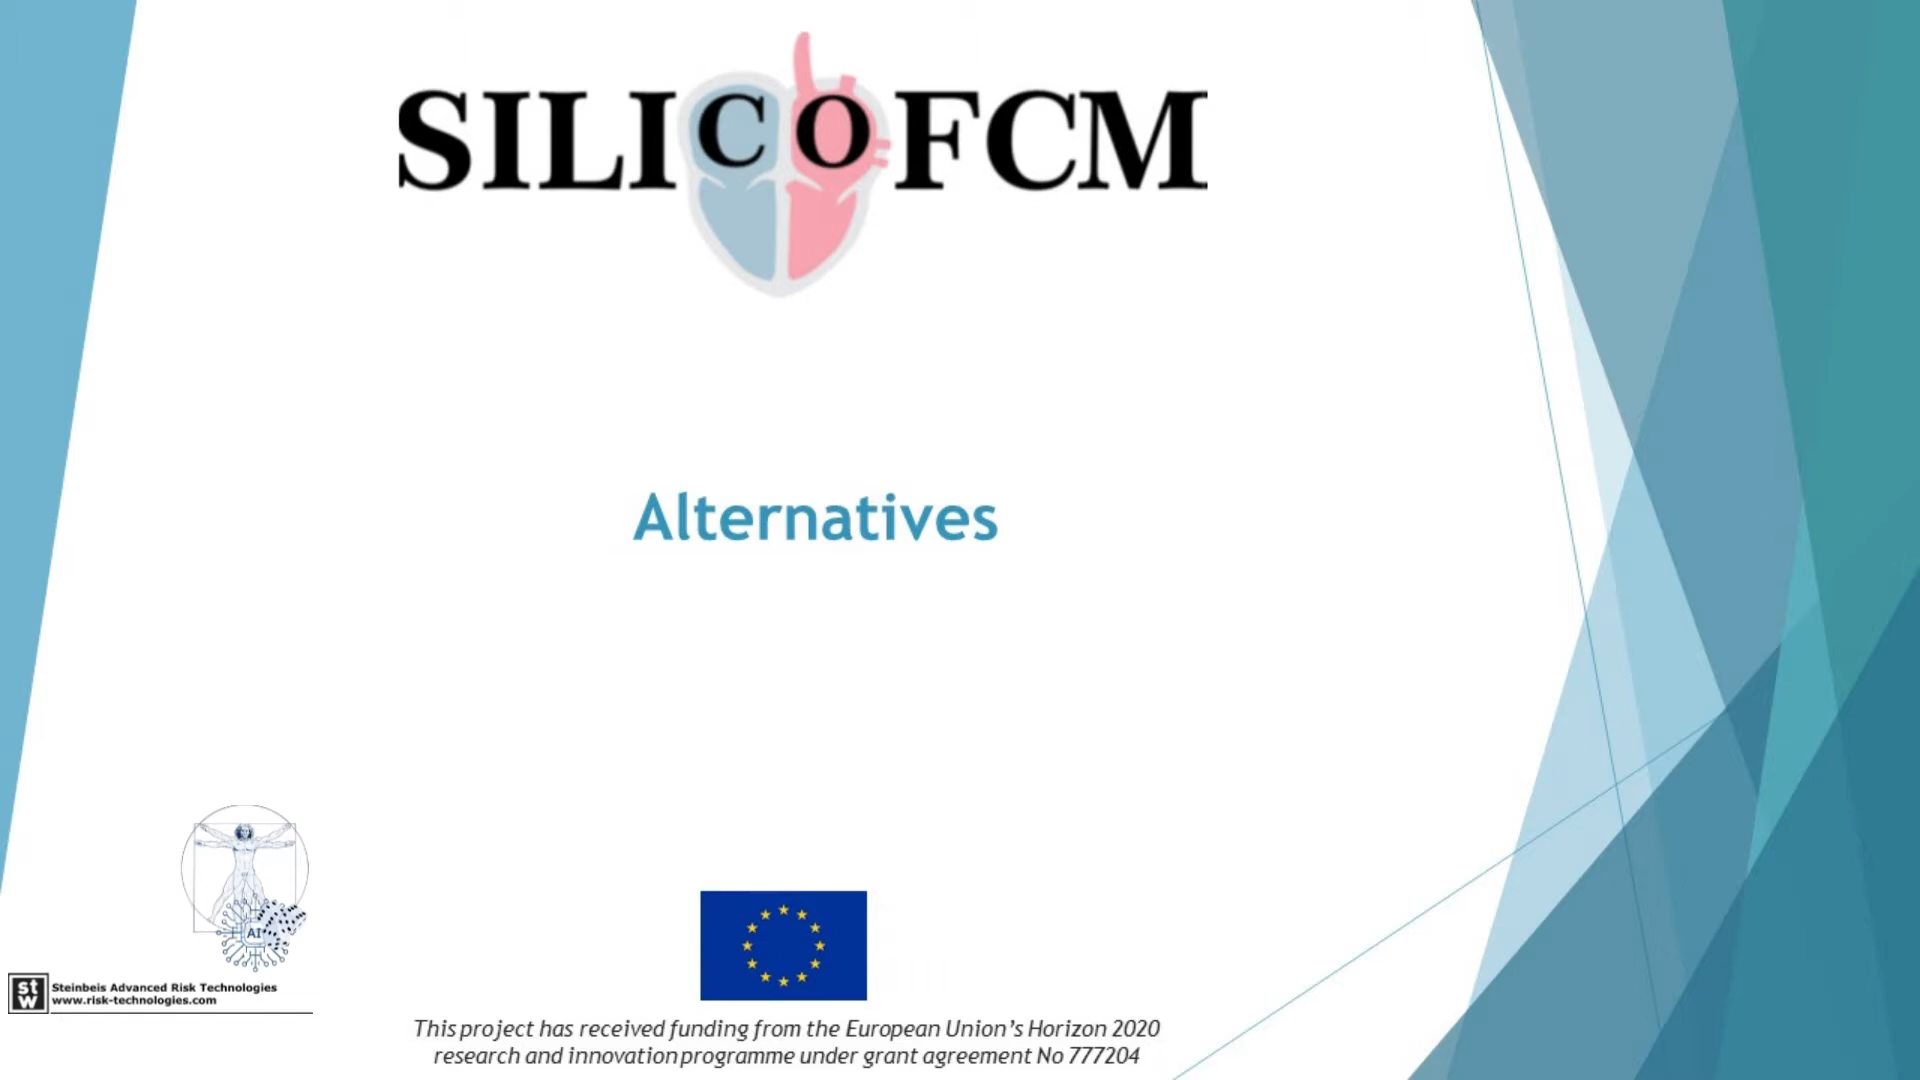 SILICOFCM
Alternatives
AI
st
w
Steinbeis Advanced Risk Technologies
www.risk-technologies.com
This project has received funding from the European Union's Horizon 2020
research and innovation programme under grant agreement No 777204